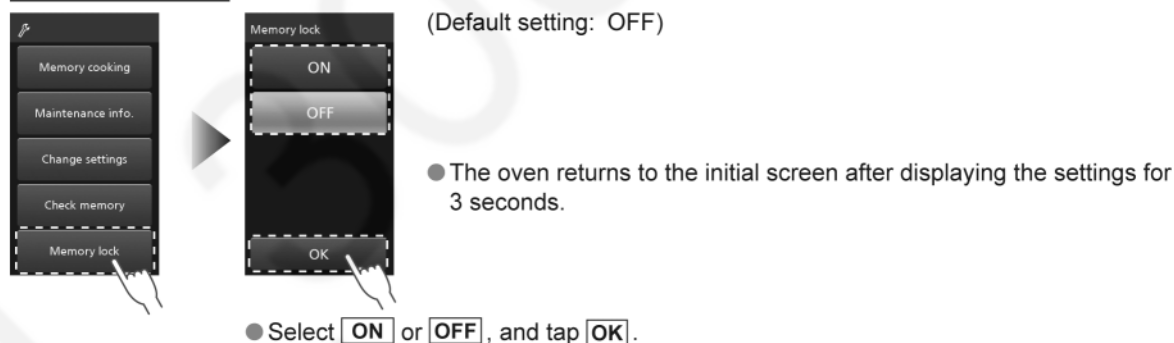 Memory cooking
Maintenance info.
Change settings
Check memory
Memory lock
Memory lock
ON
OFF
OK
(Default setting: OFF)
● The oven returns to the initial screen after displaying the settings for
3 seconds.
● Select ON or OFF, and tap OK.